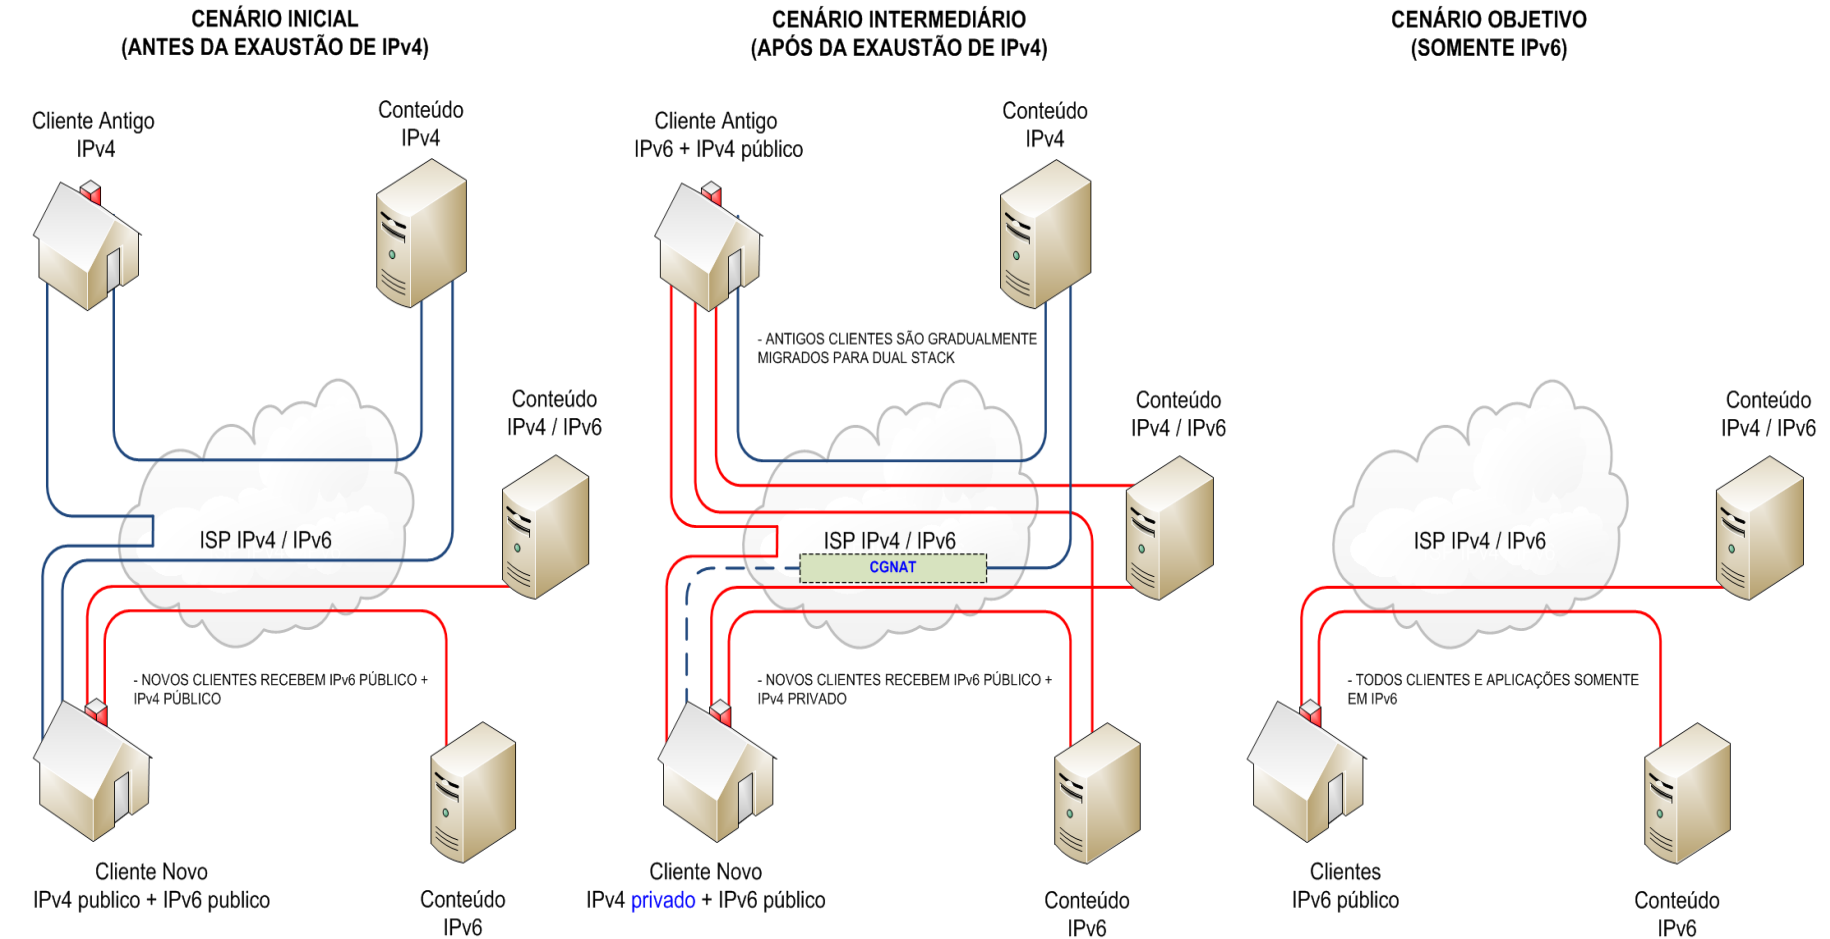 CENÁRIO INICIAL
(ANTES DA EXAUSTÃO DE IPv4)
Cliente Antigo
IPv4
Conteúdo
IPv4
Conteúdo
IPv4 / IPv6
ISP IPv4 / IPv6
- NOVOS CLIENTES RECEBEM IPv6 PÚBLICO +
IPv4 PÚBLICO
Cliente Novo
IPv4 publico + IPv6 publico
Conteúdo
IPv6
CENÁRIO INTERMEDIÁRIO
(APÓS DA EXAUSTÃO DE IPv4)
Cliente Antigo
IPv6 + IPv4 público
Conteúdo
IPv4
- ANTIGOS CLIENTES SÃO GRADUALMENTE
MIGRADOS PARA DUAL STACK
Conteúdo
IPv4 / IPv6
ISP IPv4 / IPv6
CGNAT
- NOVOS CLIENTES RECEBEM IPv6 PÚBLICO +
IPv4 PRIVADO
Cliente Novo
IPv4 privado + IPv6 público
Conteúdo
IPv6
CENÁRIO OBJETIVO
(SOMENTE IPv6)
Conteúdo
IPv4 / IPv6
ISP IPv4 / IPv6
- TODOS CLIENTES E APLICAÇÕES SOMENTE
EM IPv6
Clientes
IPv6 público
Conteúdo
IPv6